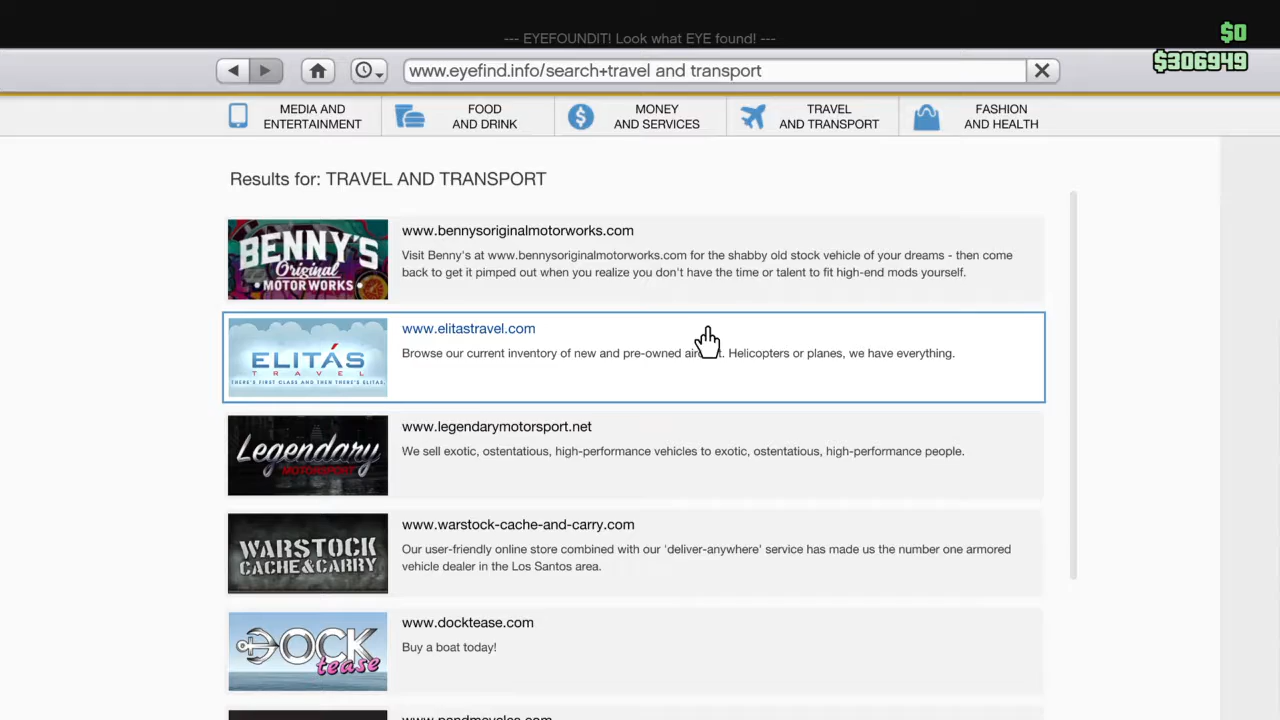 --- EYEFOUNDIT! Look what EYE found! ---
$0
$306949
www.eyefind.info/search+travel and transport
MEDIA AND
ENTERTAINMENT
FOOD
AND DRINK
MONEY
AND SERVICES
TRAVEL
AND TRANSPORT
FASHION
AND HEALTH
Results for: TRAVEL AND TRANSPORT
BENNY'S
Original
•MOTOR WORKS•
www.bennysoriginalmotorworks.com
Visit Benny's at www.bennysoriginalmotorworks.com for the shabby old stock vehicle of your dreams - then come
back to get it pimped out when you realize you don't have the time or talent to fit high-end mods yourself.
ELITÁS
TRAVEL
THERE'S FIRST CLASS AND THEN THERE'S ELITAS.
www.elitastravel.com
Browse our current inventory of new and pre-owned Helicopters or planes, we have everything.
Legendary
MOTORSPORT
www.legendarymotorsport.net
We sell exotic, ostentatious, high-performance vehicles to exotic, ostentatious, high-performance people.
WARSTOCK
CACHE&CARRY
www.warstock-cache-and-carry.com
Our user-friendly online store combined with our 'deliver-anywhere' service has made us the number one armored
vehicle dealer in the Los Santos area.
DOCK
tease
www.docktease.com
Buy a boat today!